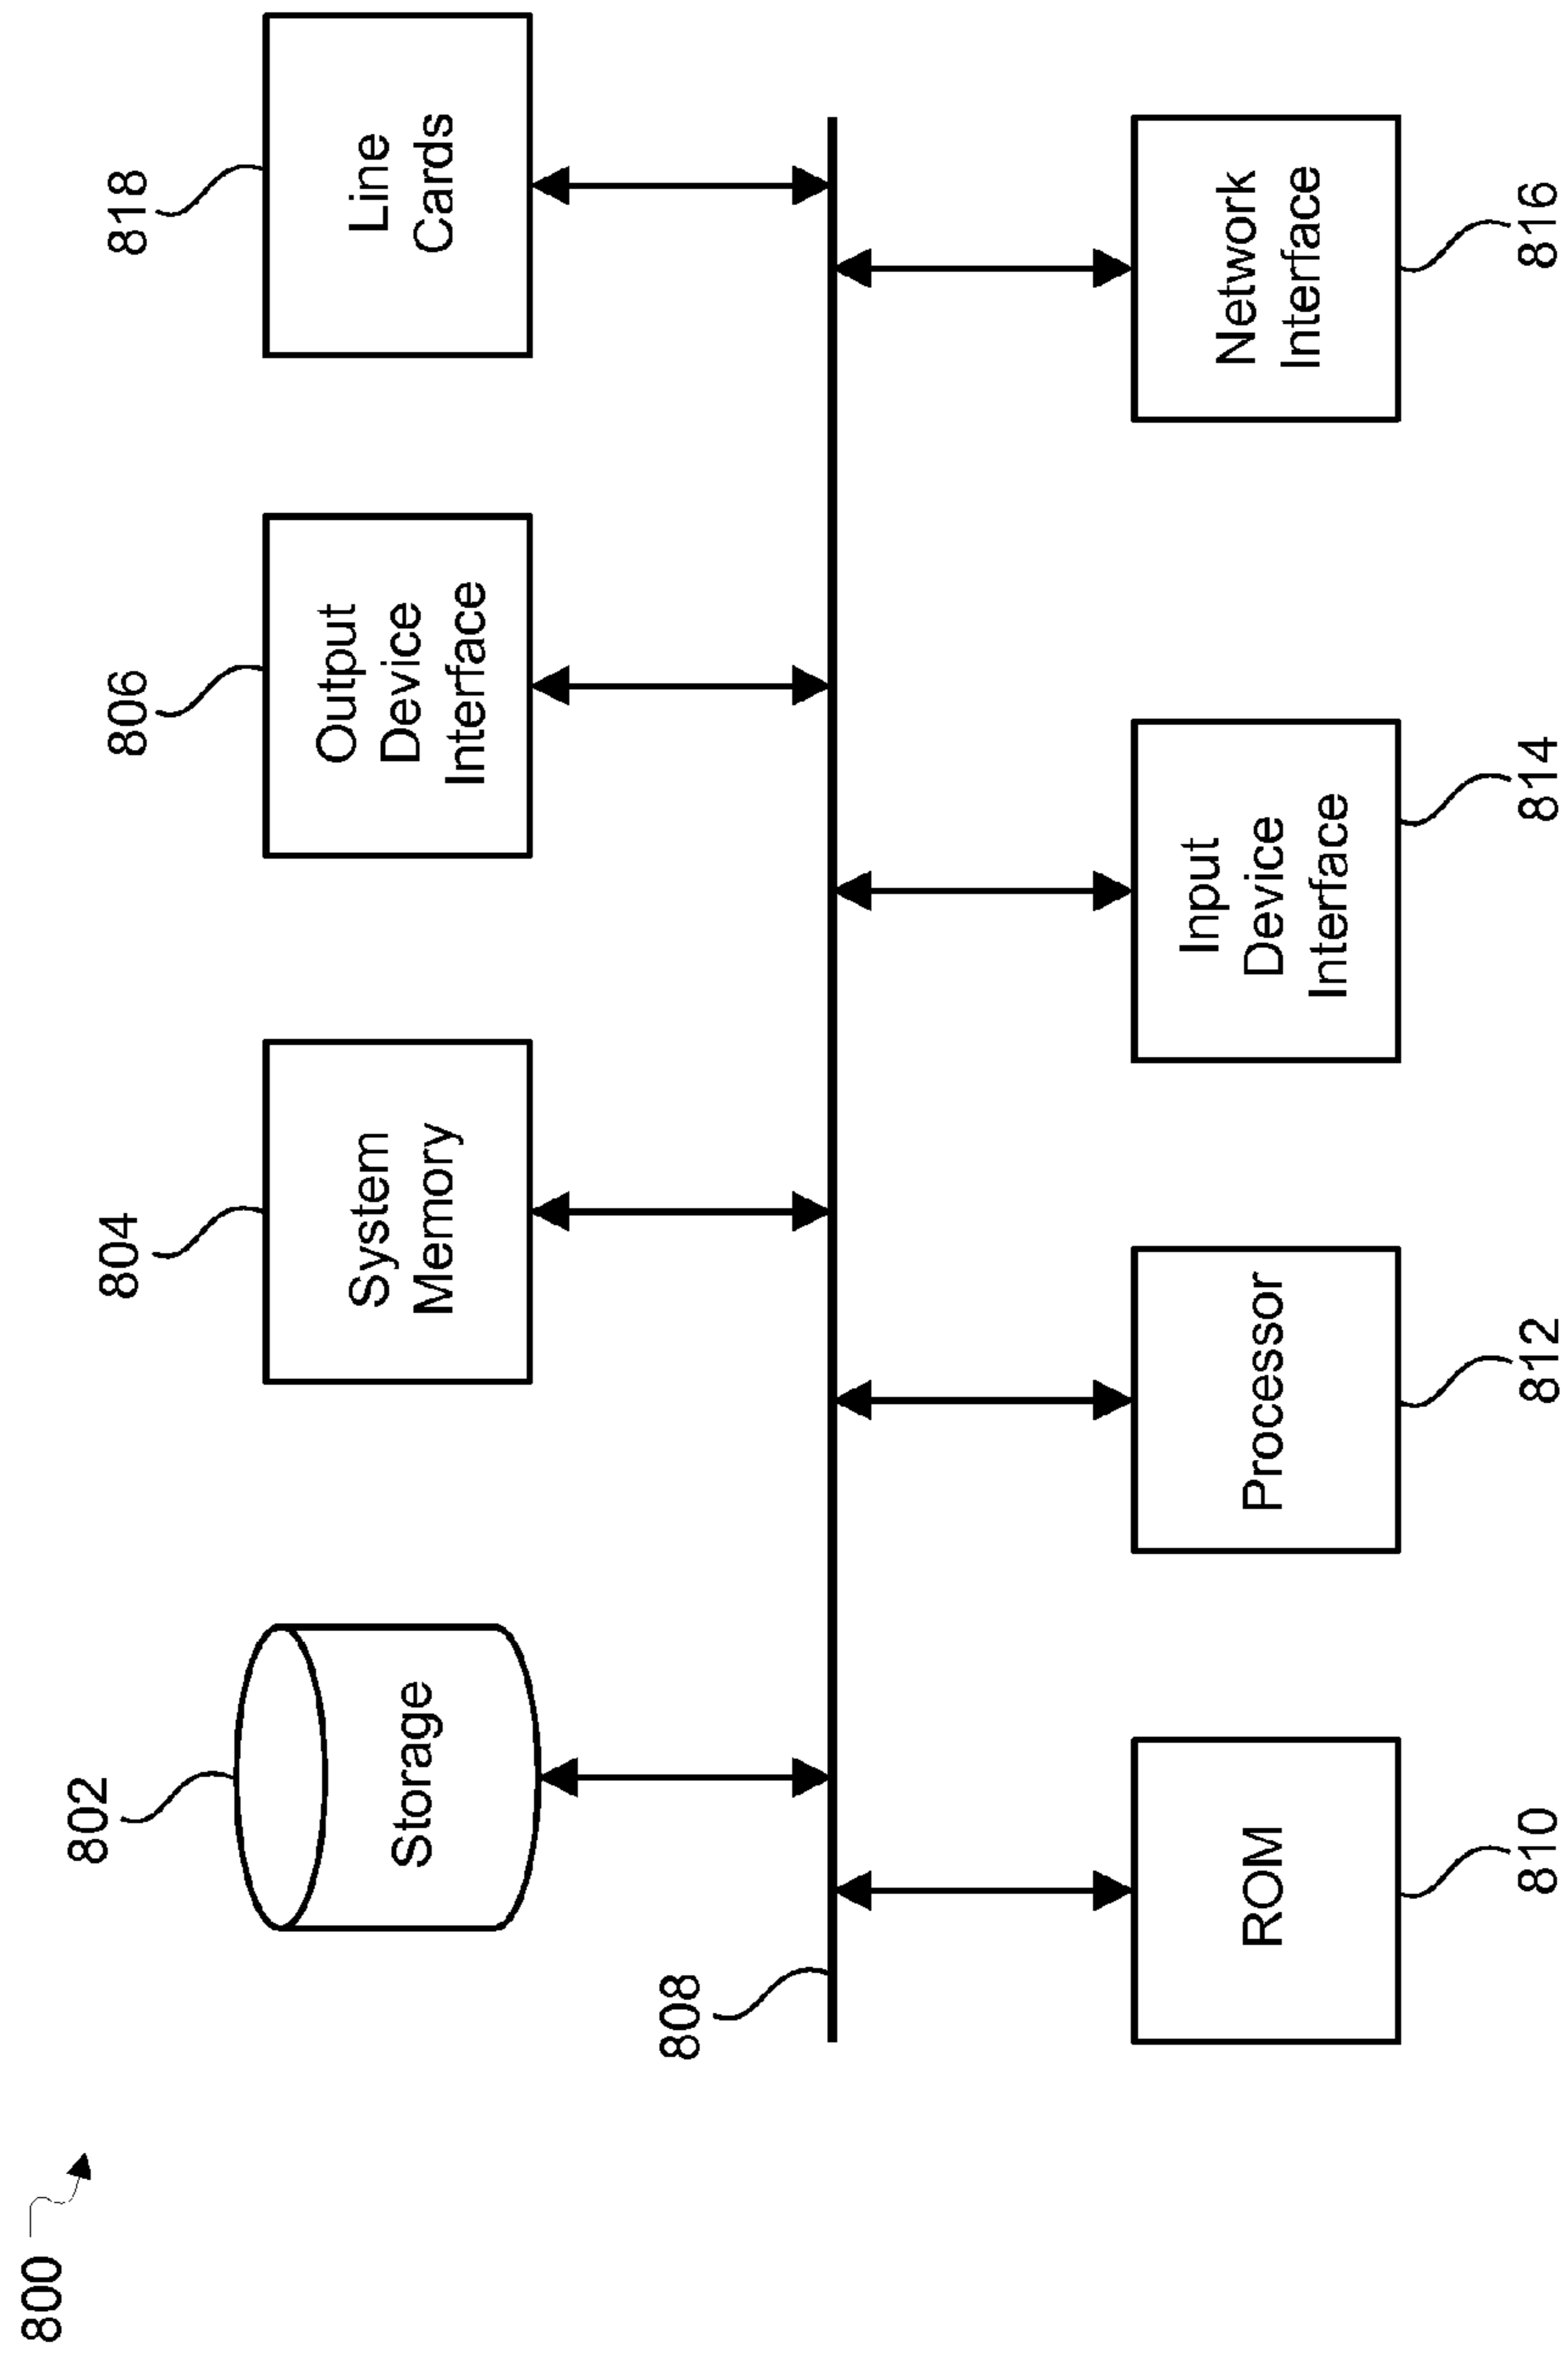 800
802
804
806
818
Storage
System
Memory
Output
Device
Interface
Line
Cards
808
ROM
Processor
Input
Device
Interface
Network
Interface
810
812
814
816